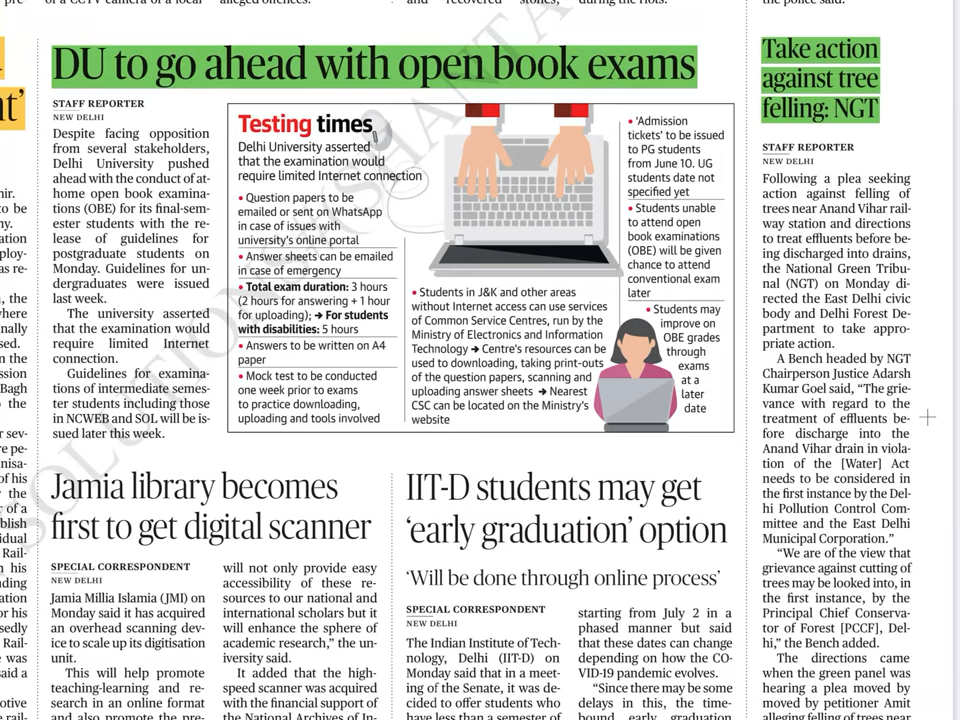 DU to go ahead with open book exams
STAFF REPORTER
NEW DELHI
Despite facing opposition
from several stakeholders,
Delhi University pushed
ahead with the conduct of at-
home open book examina-
tions (OBE) for its final-sem-
ester students with the re-
lease of guidelines for
postgraduate students on
Monday. Guidelines for un-
dergraduates were issued
last week.
The university asserted
that the examination would
require limited Internet
connection.
Guidelines for examina-
tions of intermediate semes-
ter students including those
in NCWEB and SOL will be is-
sued later this week.
Testing times
Delhi University asserted
that the examination would
require limited Internet connection
• Question papers to be
emailed or sent on WhatsApp
in case of issues with
university's online portal
• Answer sheets can be emailed
in case of emergency
• Total exam duration: 3 hours
(2 hours for answering + 1 hour
for uploading); ➔ For students
with disabilities: 5 hours
• Answers to be written on A4
paper
• Mock test to be conducted
one week prior to exams
to practice downloading,
uploading and tools involved
• Students in J&K and other areas
without Internet access can use services
of Common Service Centres, run by the
Ministry of Electronics and Information
Technology ➔ Centre's resources can be
used to downloading, taking print-outs
of the question papers, scanning and
uploading answer sheets ➔ Nearest
CSC can be located on the Ministry's
website
• 'Admission
tickets' to be issued
to PG students
from June 10. UG
students date not
specified yet
• Students unable
to attend open
book examinations
(OBE) will be given
chance to attend
conventional exam
later
• Students may
improve on
OBE grades
through
exams
at a
later
date
Jamia library becomes
first to get digital scanner
SPECIAL CORRESPONDENT
NEW DELHI
Jamia Millia Islamia (JMI) on
Monday said it has acquired
an overhead scanning dev-
ice to scale up its digitisation
unit.
This will help promote
teaching-learning and re-
search in an online format
and also promote the pre-
will not only provide easy
accessibility of these re-
sources to our national and
international scholars but it
will enhance the sphere of
academic research," the un-
iversity said.
It added that the high-
speed scanner was acquired
with the financial support of
the National Archives of In-
IIT-D students may get
'early graduation' option
'Will be done through online process'
SPECIAL CORRESPONDENT
NEW DELHI
The Indian Institute of Tech-
nology, Delhi (IIT-D) on
Monday said that in a meet-
ing of the Senate, it was de-
cided to offer students who
have less than a semester of
starting from July 2 in a
phased manner but said
that these dates can change
depending on how the CO-
VID-19 pandemic evolves.
"Since there may be some
delays in this, the time-
bound early graduation
Take action
against tree
felling: NGT
STAFF REPORTER
NEW DELHI
Following a plea seeking
action against felling of
trees near Anand Vihar rail-
way station and directions
to treat effluents before be-
ing discharged into drains,
the National Green Tribu-
nal (NGT) on Monday di-
rected the East Delhi civic
body and Delhi Forest De-
partment to take appro-
priate action.
A Bench headed by NGT
Chairperson Justice Adarsh
Kumar Goel said, "The grie-
vance with regard to the
treatment of effluents be-
fore discharge into the
Anand Vihar drain in viola-
tion of the [Water] Act
needs to be considered in
the first instance by the Del-
hi Pollution Control Com-
mittee and the East Delhi
Municipal Corporation."
"We are of the view that
grievance against cutting of
trees may be looked into, in
the first instance, by the
Principal Chief Conserva-
tor of Forest [PCCF], Del-
hi," the Bench added.
The directions came
when the green panel was
hearing a plea moved by
moved by petitioner Amit
alleging felling of trees near